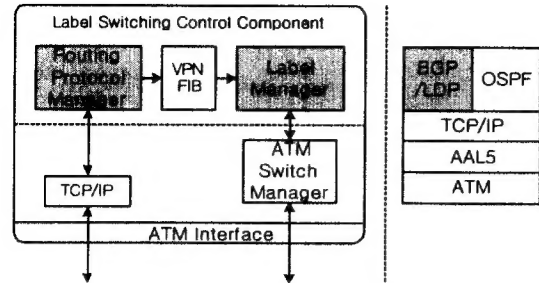 Label Switching Control Component
Routing
Protocol
Manager
VPN
FIB
Label
Manager
TCP/IP
ATM
Switch
Manager
ATM Interface
BGP
/LDP
OSPF
TCP/IP
AAL5
ATM